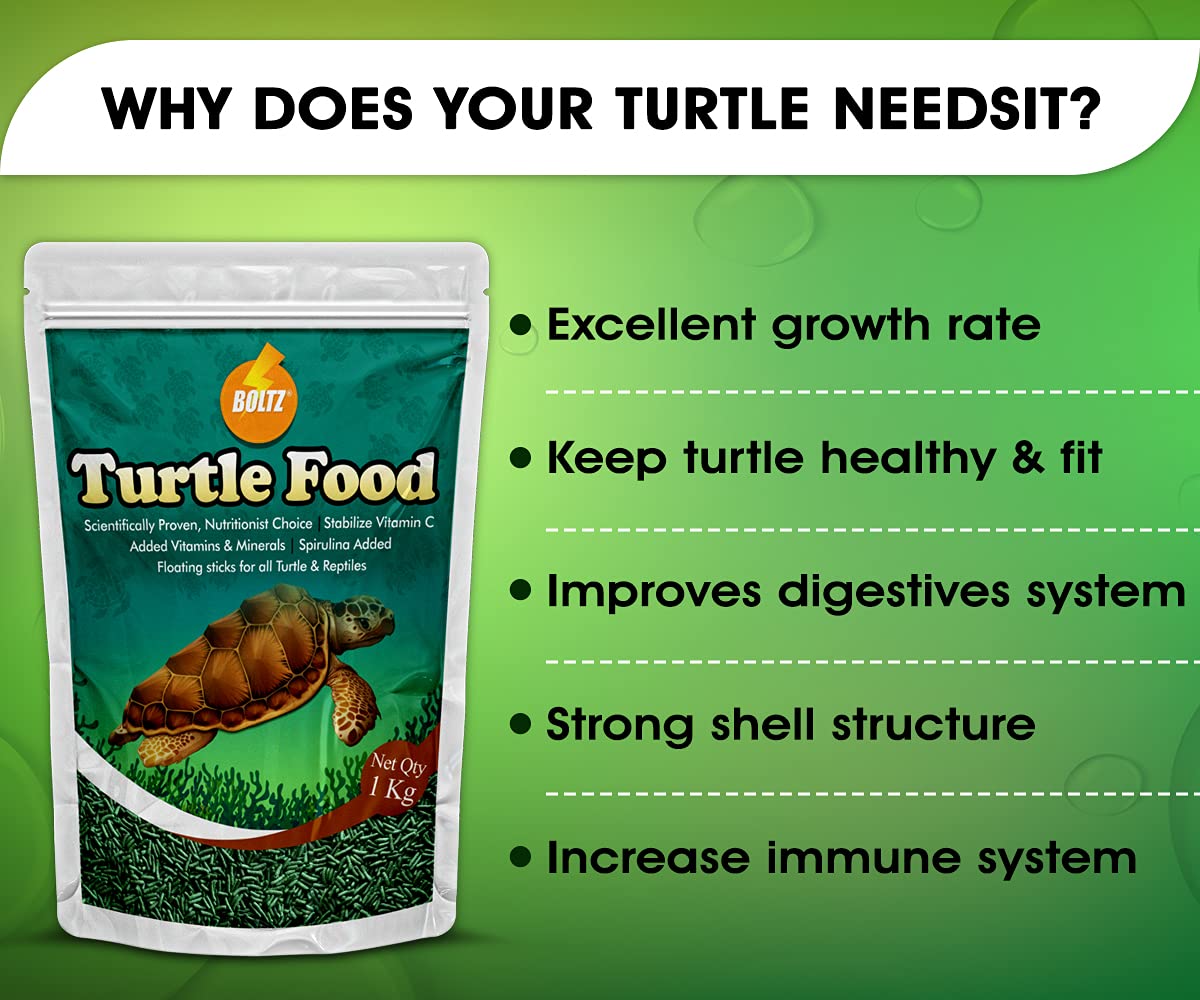 WHY DOES YOUR TURTLE NEEDSIT?
BOLTZ®
Turtle Food
Scientifically Proven, Nutritionist Choice | Stabilize Vitamin C
Added Vitamins & Minerals | Spirulina Added
Floating sticks for all Turtle & Reptiles
Net Qty
1 Kg
• Excellent growth rate
• Keep turtle healthy & fit
• Improves digestives system
• Strong shell structure
• Increase immune system